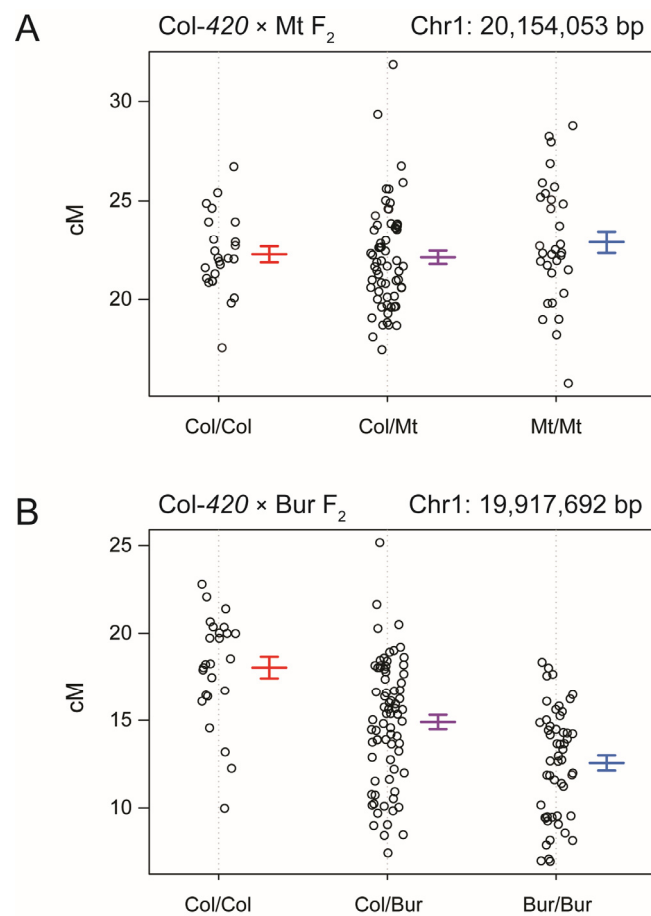 A
Col-420 × Mt F2
Chr1: 20,154,053 bp
cM
30
25
20
Col/Col
Col/Mt
Mt/Mt
B
Col-420 × Bur F2
Chr1: 19,917,692 bp
cM
25
20
15
10
Col/Col
Col/Bur
Bur/Bur